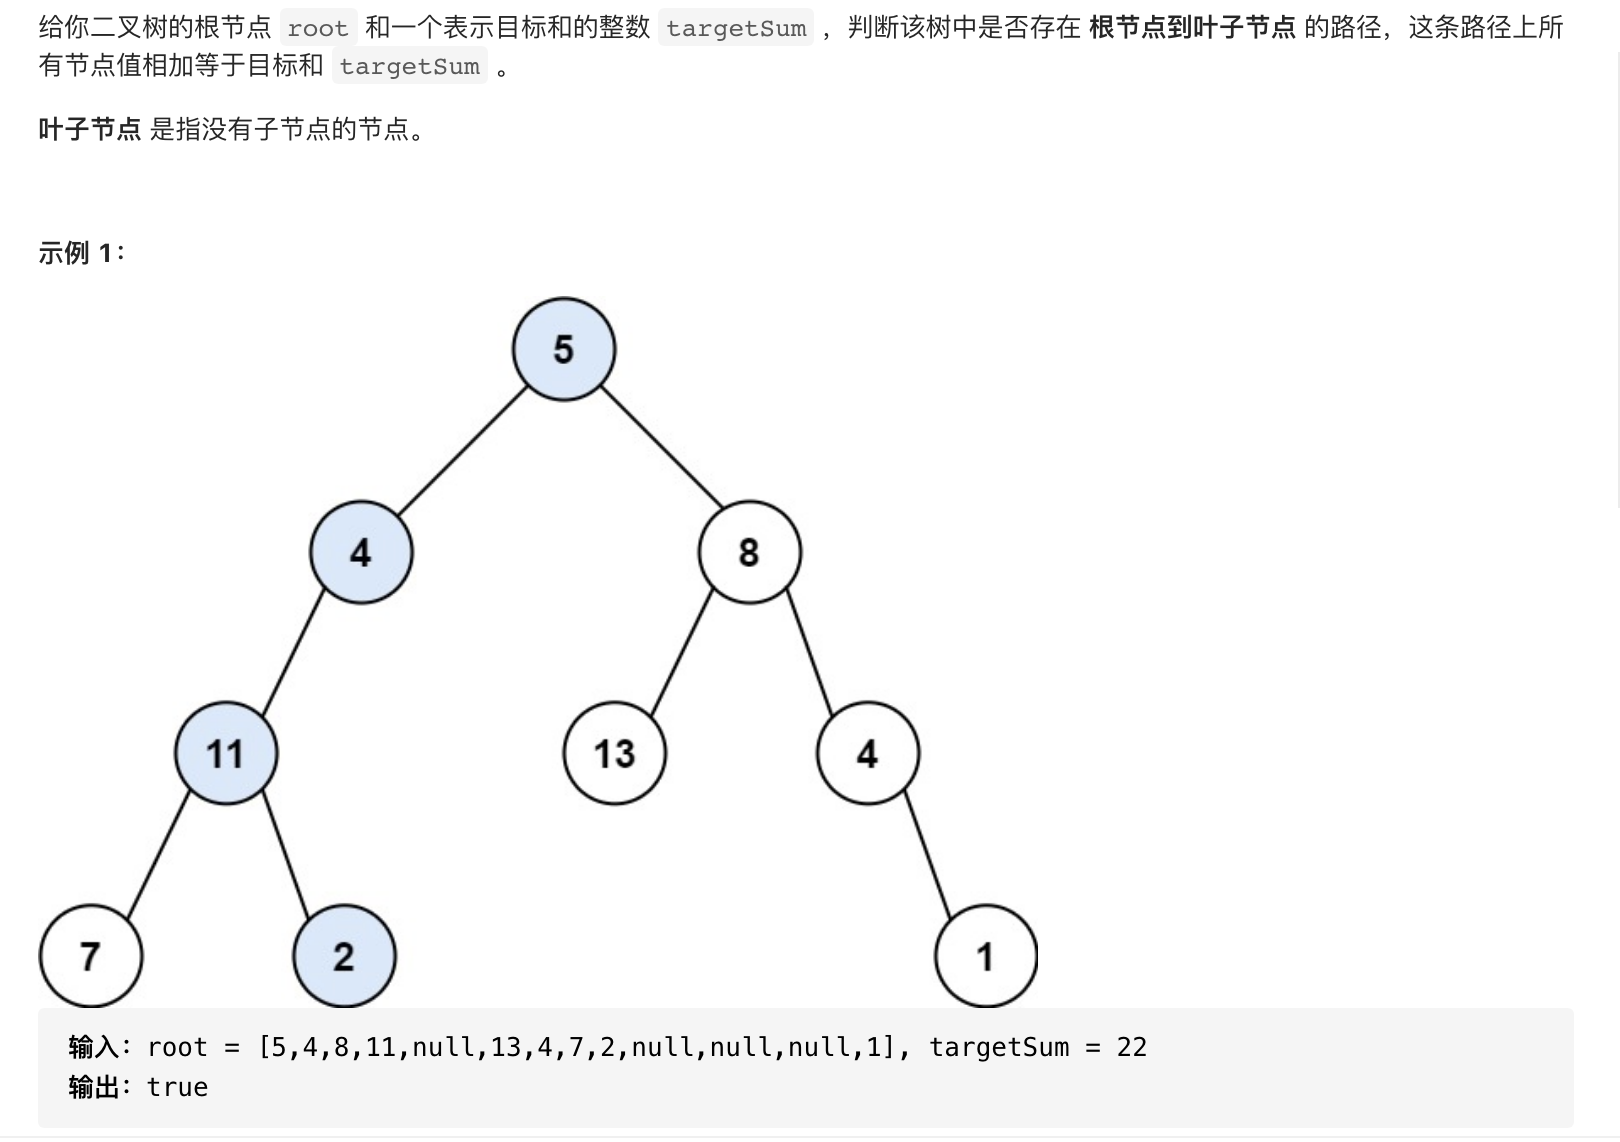 给你二叉树的根节点 root 和一个表示目标和的整数 targetSum ，判断该树中是否存在 根节点到叶子节点 的路径，这条路径上所
有节点值相加等于目标和 targetSum 。
叶子节点 是指没有子节点的节点。
示例 1：
5
4 8
11 13 4
7 2 1
输入：root = [5,4,8,11,null,13,4,7,2,null,null,null,1], targetSum = 22
输出：true